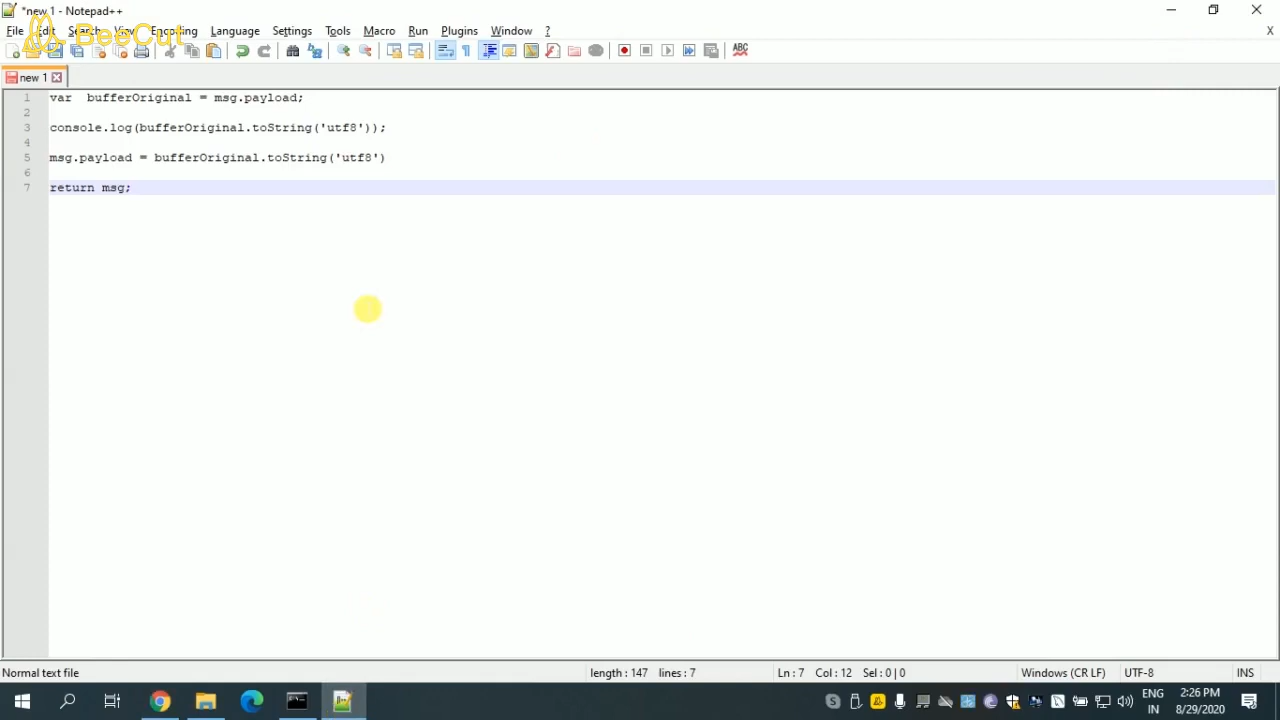 *new 1 - Notepad++
File Edit Search View Encoding Language Settings Tools Macro Run Plugins Window ? X
BeeCut
ABC
new 1
1 var  bufferOriginal = msg.payload;
2
3 console.log(bufferOriginal.toString('utf8'));
4
5 msg.payload = bufferOriginal.toString('utf8')
6
7 return msg;
Normal text file length : 147 lines : 7 Ln : 7 Col : 12 Sel : 0 | 0 Windows (CR LF) UTF-8 INS
ENG 2:26 PM
IN 8/29/2020